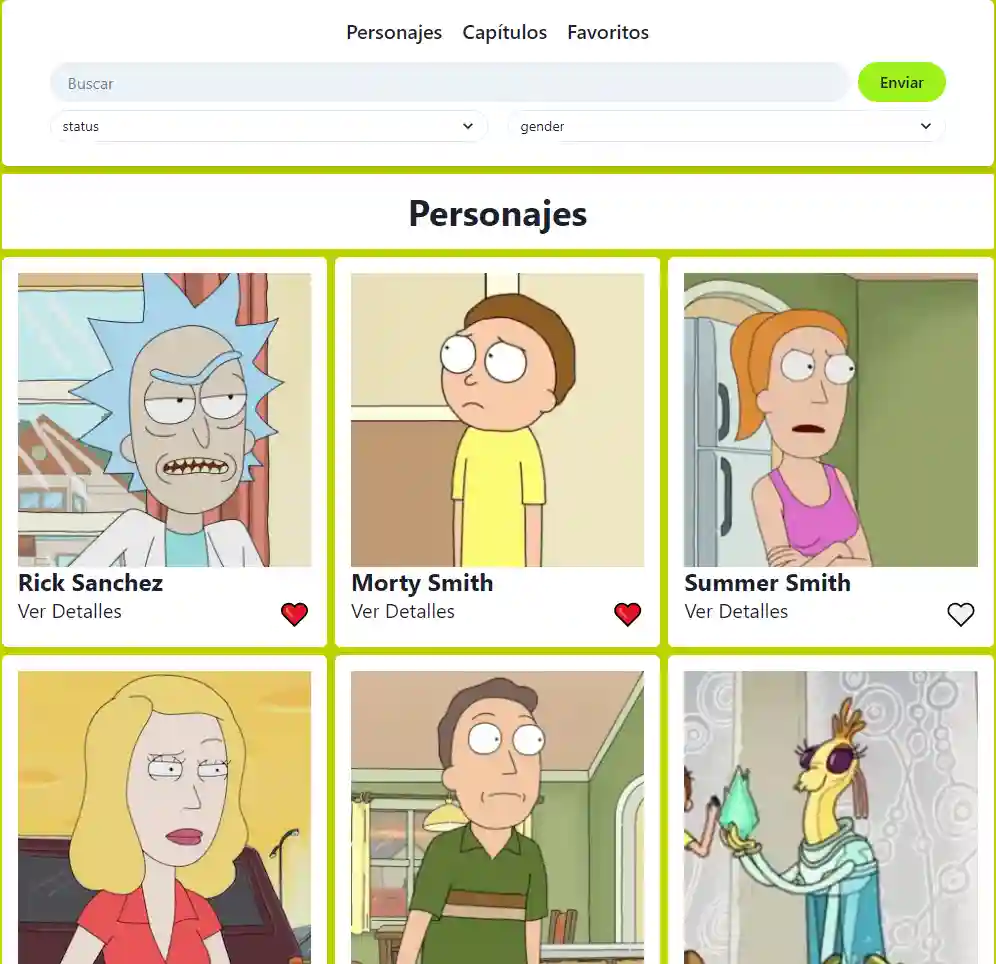 Personajes Capítulos Favoritos
Buscar Enviar
status gender
Personajes
Rick Sanchez Morty Smith Summer Smith
Ver Detalles Ver Detalles Ver Detalles